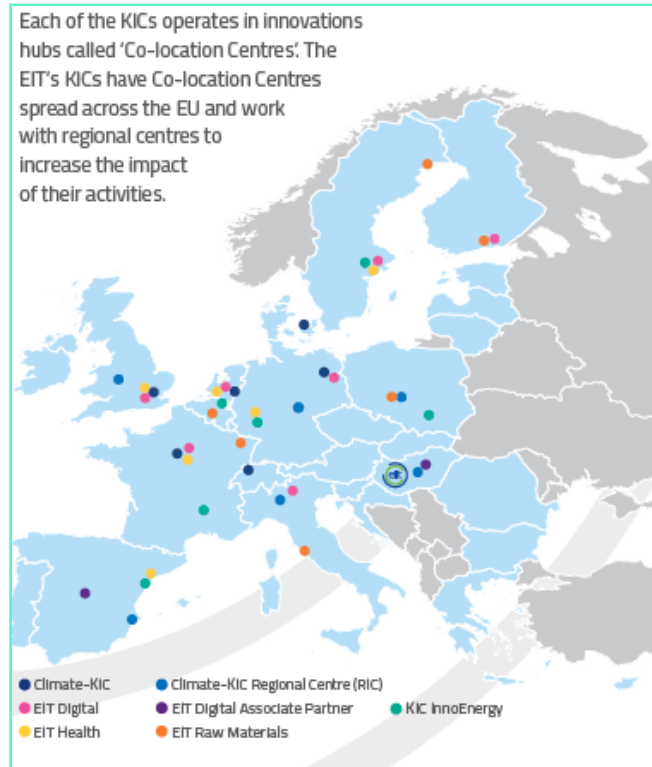 Each of the KICs operates in innovations
hubs called ‘Co-location Centres’. The
EIT’s KICs have Co-location Centres
spread across the EU and work
with regional centres to
increase the impact
of their activities.
Climate-KIC
Climate-KIC Regional Centre (RIC)
EIT Digital
EIT Digital Associate Partner
KIC InnoEnergy
EIT Health
EIT Raw Materials